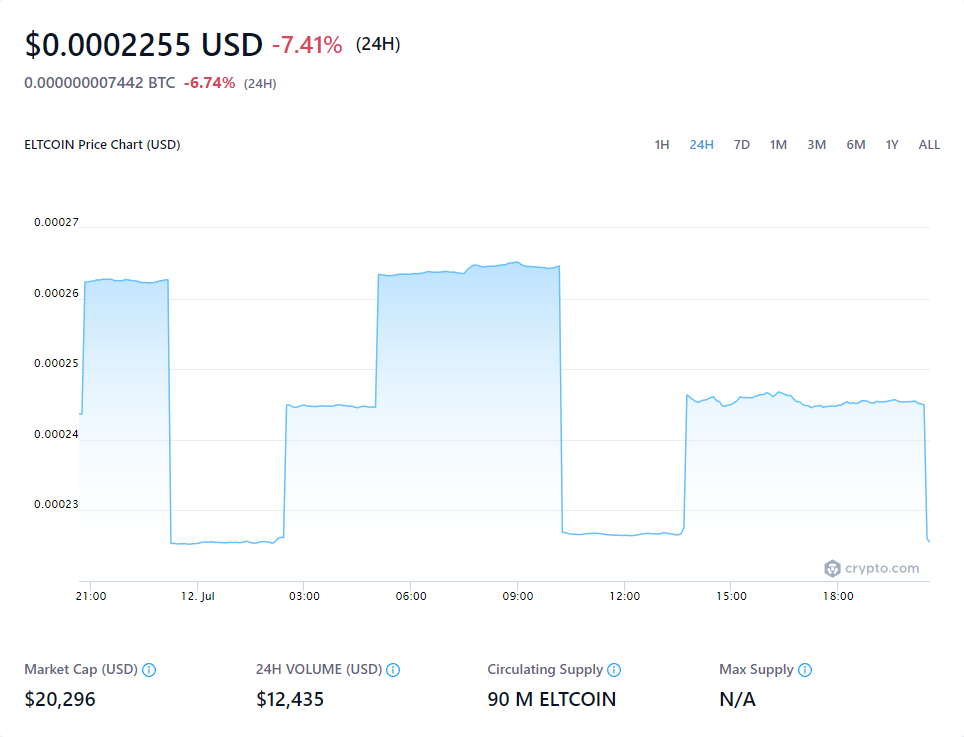 $0.0002255 USD -7.41% (24H)
0.000000007442 BTC -6.74% (24H)
ELTCOIN Price Chart (USD) 1H 24H 7D 1M 3M 6M 1Y ALL
0.00027
0.00026
0.00025
0.00024
0.00023
crypto.com
21:00 12. Jul 03:00 06:00 09:00 12:00 15:00 18:00
Market Cap (USD) 24H VOLUME (USD) Circulating Supply Max Supply
$20,296 $12,435 90 M ELTCOIN N/A